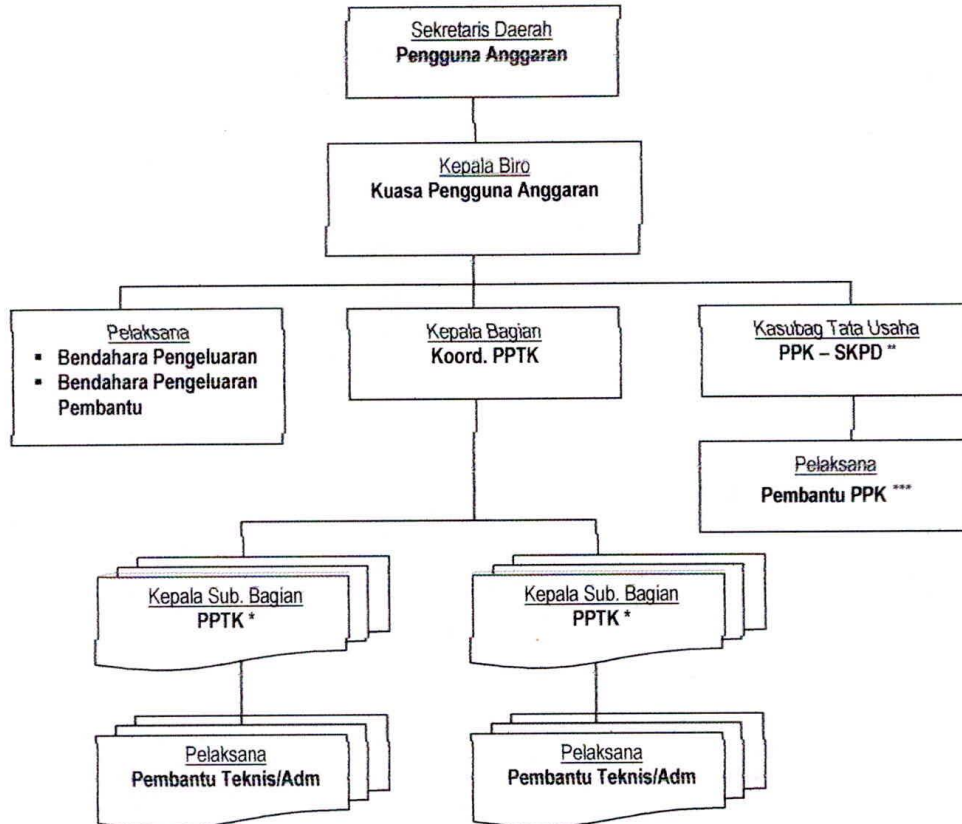 Sekretaris Daerah
Pengguna Anggaran
Kepala Biro
Kuasa Pengguna Anggaran
Pelaksana
▪ Bendahara Pengeluaran
▪ Bendahara Pengeluaran
Pembantu
Kepala Bagian
Koord. PPTK
Kasubag Tata Usaha
PPK – SKPD **
Pelaksana
Pembantu PPK ***
Kepala Sub. Bagian
PPTK *
Kepala Sub. Bagian
PPTK *
Pelaksana
Pembantu Teknis/Adm
Pelaksana
Pembantu Teknis/Adm